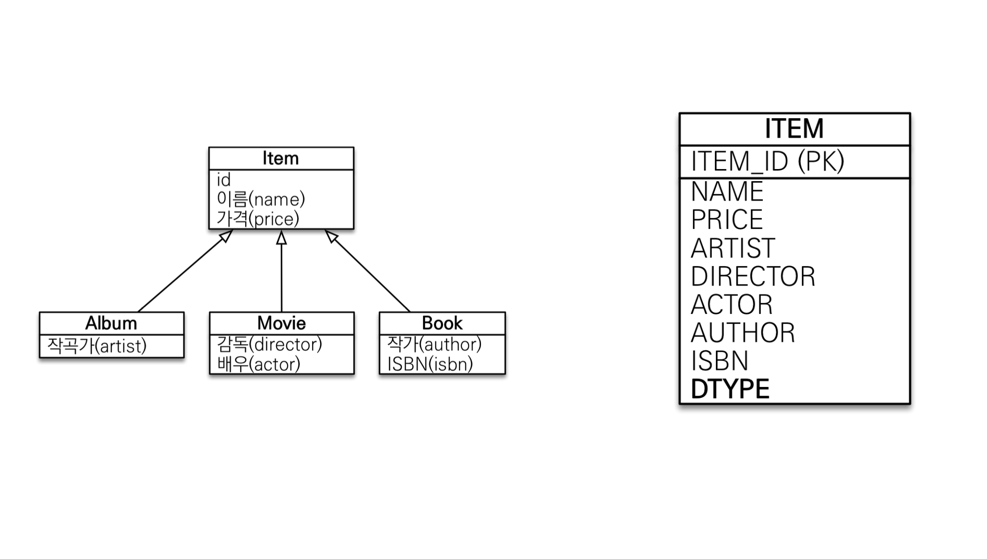 Item
id
이름(name)
가격(price)
Album
작곡가(artist)
Movie
감독(director)
배우(actor)
Book
작가(author)
ISBN(isbn)
ITEM
ITEM_ID (PK)
NAME
PRICE
ARTIST
DIRECTOR
ACTOR
AUTHOR
ISBN
DTYPE